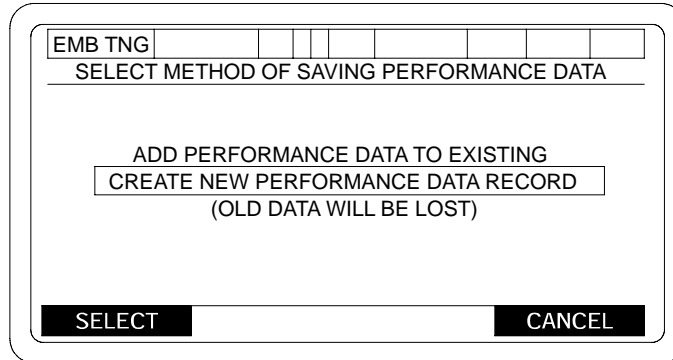 EMB TNG
SELECT METHOD OF SAVING PERFORMANCE DATA
ADD PERFORMANCE DATA TO EXISTING
CREATE NEW PERFORMANCE DATA RECORD
(OLD DATA WILL BE LOST)
SELECT CANCEL